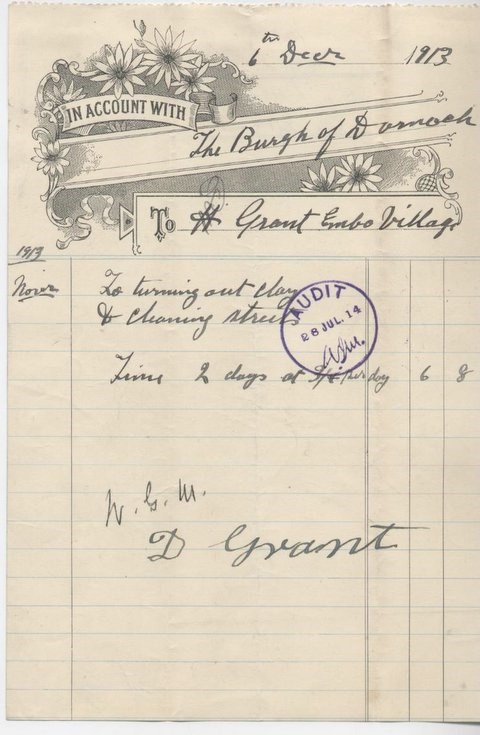 6th Decr 1913
IN ACCOUNT WITH
The Burgh of Dornoch
To D Grant Embo Village
1913
Novr To turning out clay
& cleaning streets
Time 2 days at per day 6 8
AUDIT
28 JUL. 14
W. G. M.
D Grant